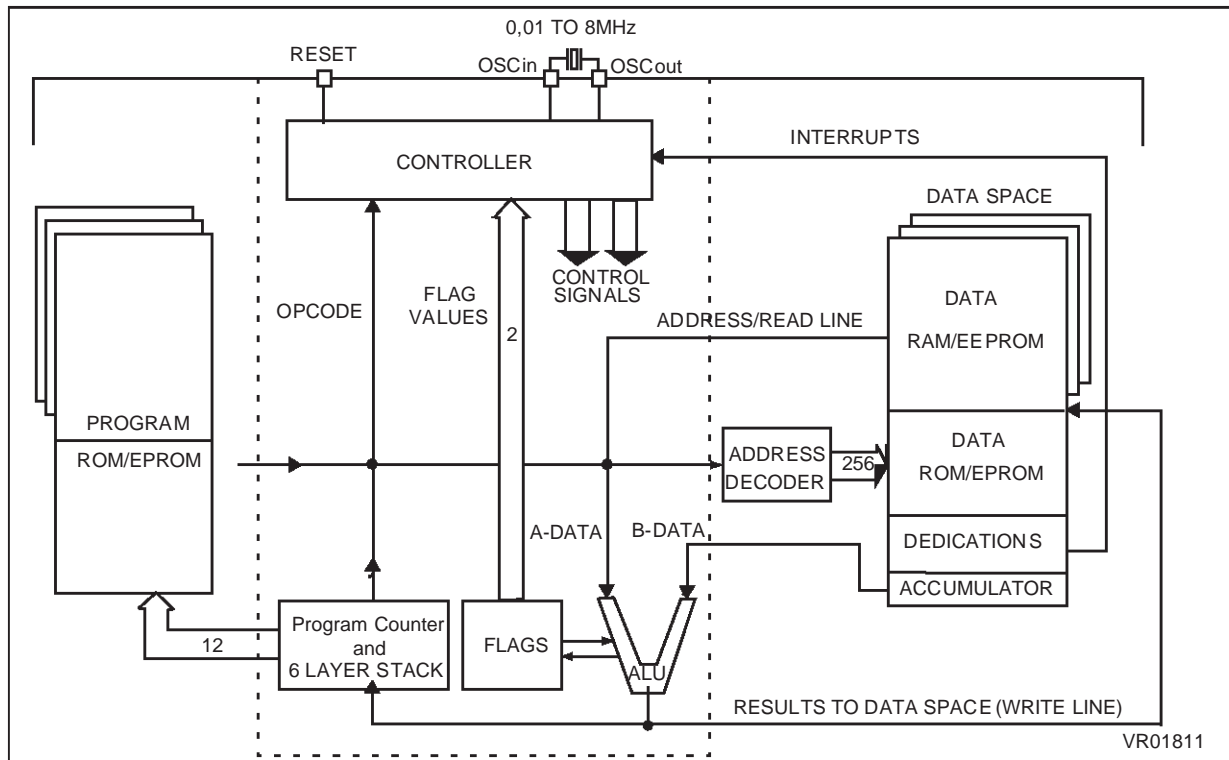 0,01 TO 8MHz
RESET
OSCin
OSCout
INTERRUPTS
CONTROLLER
DATA SPACE
CONTROL
SIGNALS
OPCODE
FLAG
VALUES
2
ADDRESS/READ LINE
DATA
RAM/EEPROM
PROGRAM
ROM/EPROM
ADDRESS
DECODER
256
DATA
ROM/EPROM
A-DATA
B-DATA
DEDICATIONS
ACCUMULATOR
12
Program Counter
and
6 LAYER STACK
FLAGS
ALU
RESULTS TO DATA SPACE (WRITE LINE)
VR01811